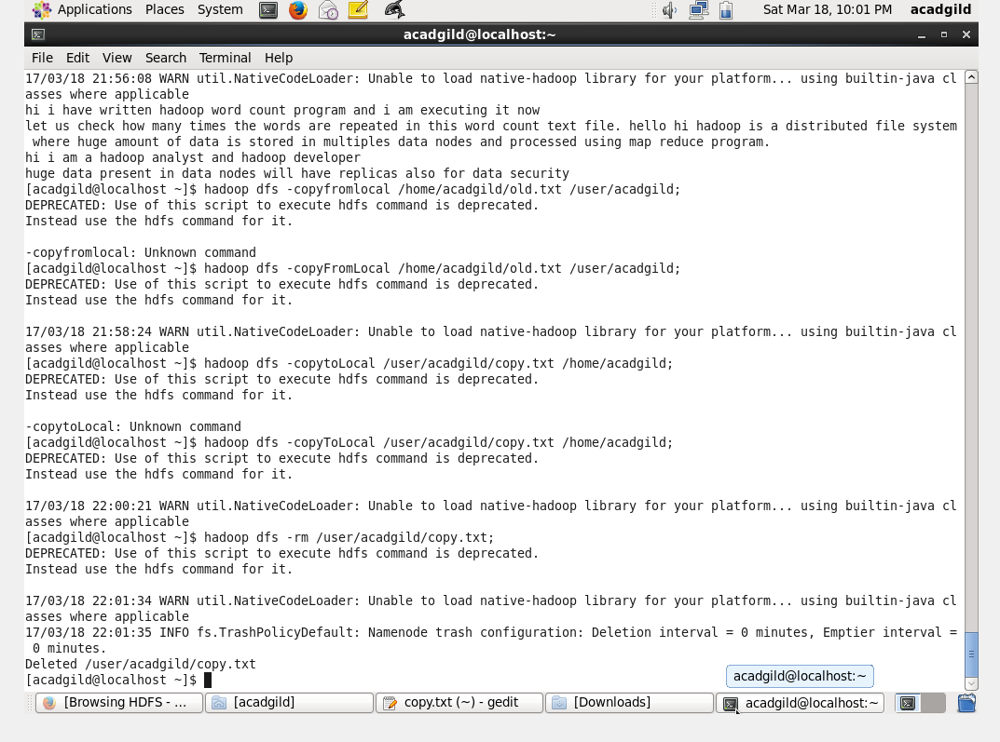 Applications Places System Sat Mar 18, 10:01 PM acadgild
acadgild@localhost:~
File Edit View Search Terminal Help
17/03/18 21:56:08 WARN util.NativeCodeLoader: Unable to load native-hadoop library for your platform... using builtin-java cl
asses where applicable
hi i have written hadoop word count program and i am executing it now
let us check how many times the words are repeated in this word count text file. hello hi hadoop is a distributed file system
 where huge amount of data is stored in multiples data nodes and processed using map reduce program.
hi i am a hadoop analyst and hadoop developer
huge data present in data nodes will have replicas also for data security
[acadgild@localhost ~]$ hadoop dfs -copyfromlocal /home/acadgild/old.txt /user/acadgild;
DEPRECATED: Use of this script to execute hdfs command is deprecated.
Instead use the hdfs command for it.

-copyfromlocal: Unknown command
[acadgild@localhost ~]$ hadoop dfs -copyFromLocal /home/acadgild/old.txt /user/acadgild;
DEPRECATED: Use of this script to execute hdfs command is deprecated.
Instead use the hdfs command for it.

17/03/18 21:58:24 WARN util.NativeCodeLoader: Unable to load native-hadoop library for your platform... using builtin-java cl
asses where applicable
[acadgild@localhost ~]$ hadoop dfs -copytoLocal /user/acadgild/copy.txt /home/acadgild;
DEPRECATED: Use of this script to execute hdfs command is deprecated.
Instead use the hdfs command for it.

-copytoLocal: Unknown command
[acadgild@localhost ~]$ hadoop dfs -copyToLocal /user/acadgild/copy.txt /home/acadgild;
DEPRECATED: Use of this script to execute hdfs command is deprecated.
Instead use the hdfs command for it.

17/03/18 22:00:21 WARN util.NativeCodeLoader: Unable to load native-hadoop library for your platform... using builtin-java cl
asses where applicable
[acadgild@localhost ~]$ hadoop dfs -rm /user/acadgild/copy.txt;
DEPRECATED: Use of this script to execute hdfs command is deprecated.
Instead use the hdfs command for it.

17/03/18 22:01:34 WARN util.NativeCodeLoader: Unable to load native-hadoop library for your platform... using builtin-java cl
asses where applicable
17/03/18 22:01:35 INFO fs.TrashPolicyDefault: Namenode trash configuration: Deletion interval = 0 minutes, Emptier interval =
 0 minutes.
Deleted /user/acadgild/copy.txt
[acadgild@localhost ~]$
acadgild@localhost:~
[Browsing HDFS - ... [acadgild] copy.txt (~) - gedit [Downloads] acadgild@localhost:~